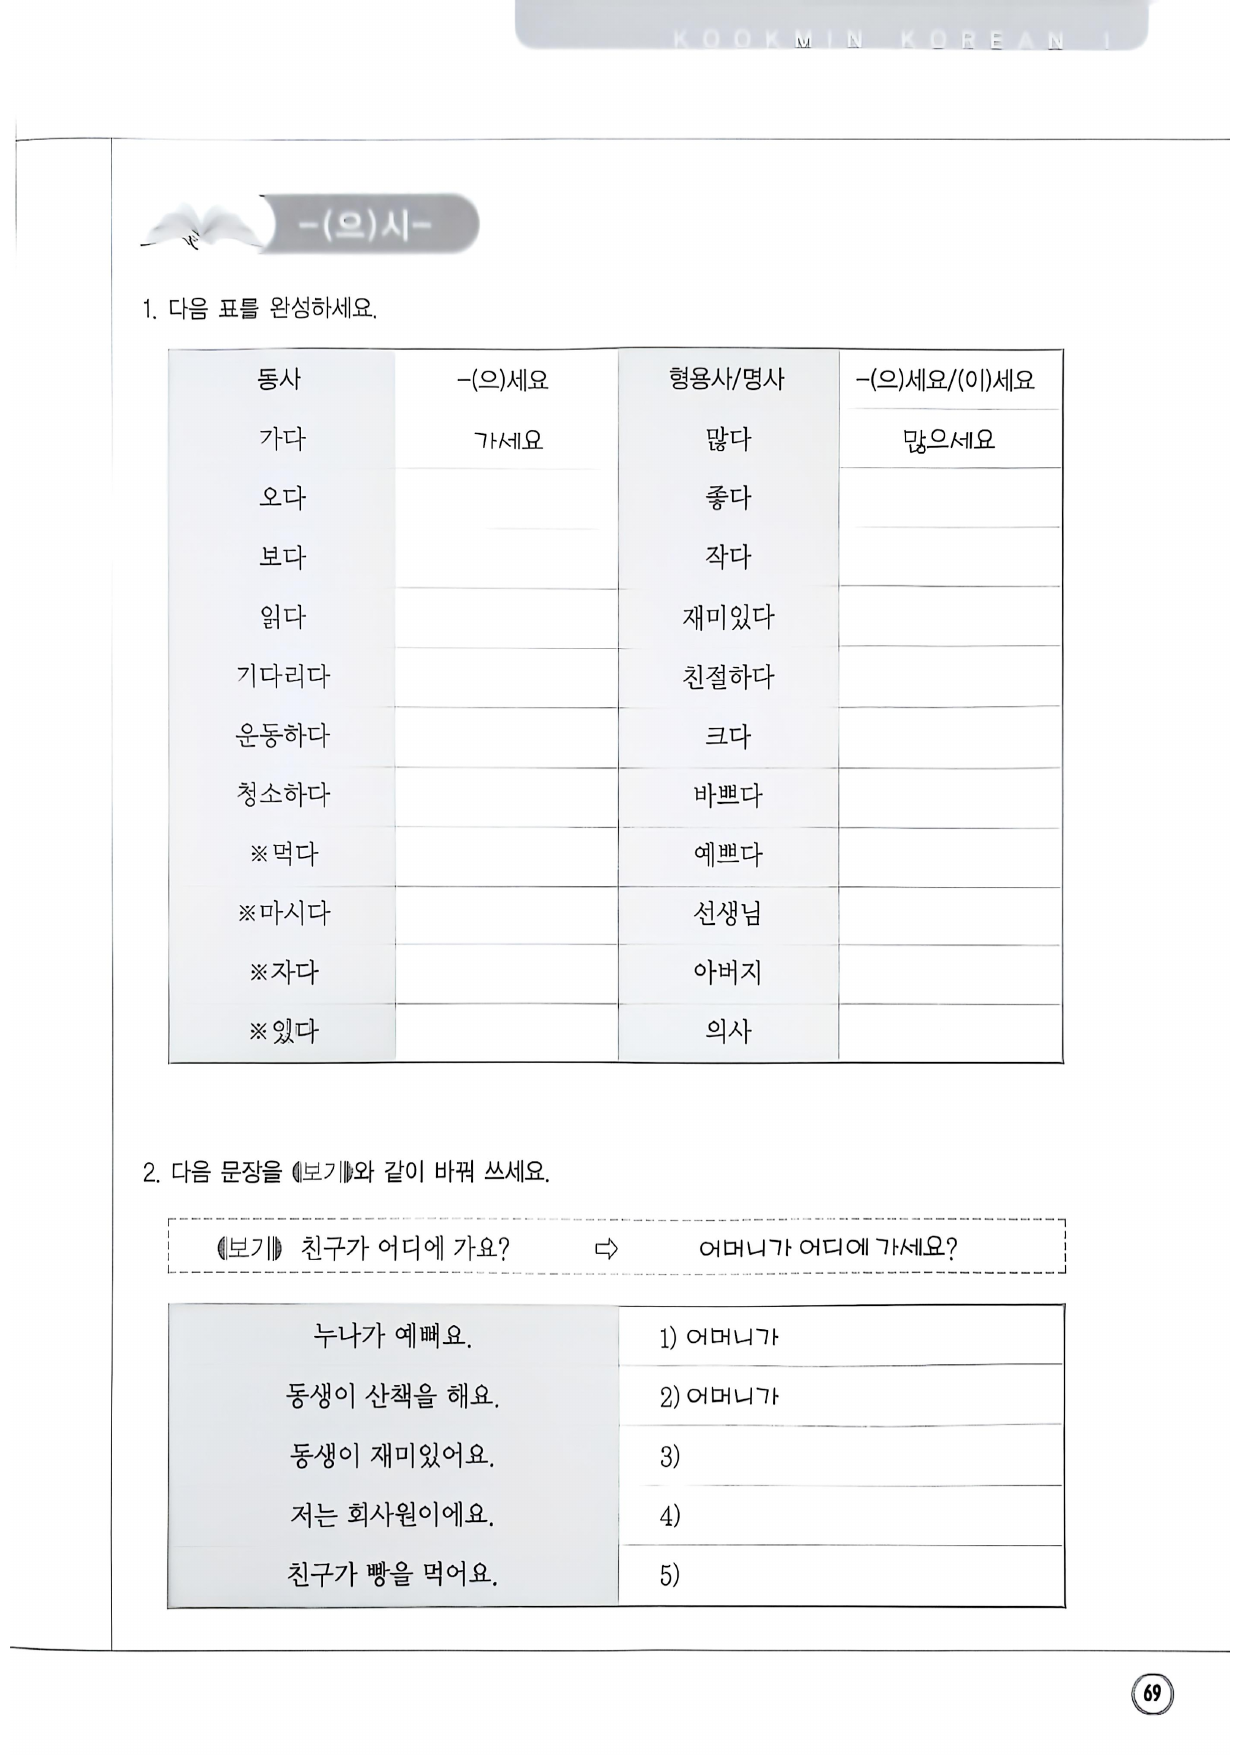 KOOKMIN KOREAN I
-(으)시-
1. 다음 표를 완성하세요.
동사 -(으)세요 형용사/명사 -(으)세요/(이)세요
가다 가세요 많다 많으세요
오다 좋다
보다 작다
읽다 재미있다
기다리다 친절하다
운동하다 크다
청소하다 바쁘다
※먹다 예쁘다
※마시다 선생님
※자다 아버지
※있다 의사
2. 다음 문장을 《보기》와 같이 바꿔 쓰세요.
《보기》 친구가 어디에 가요? ⇨ 어머니가 어디에 가세요?
누나가 예뻐요. 1) 어머니가
동생이 산책을 해요. 2) 어머니가
동생이 재미있어요. 3)
저는 회사원이에요. 4)
친구가 빵을 먹어요. 5)
69